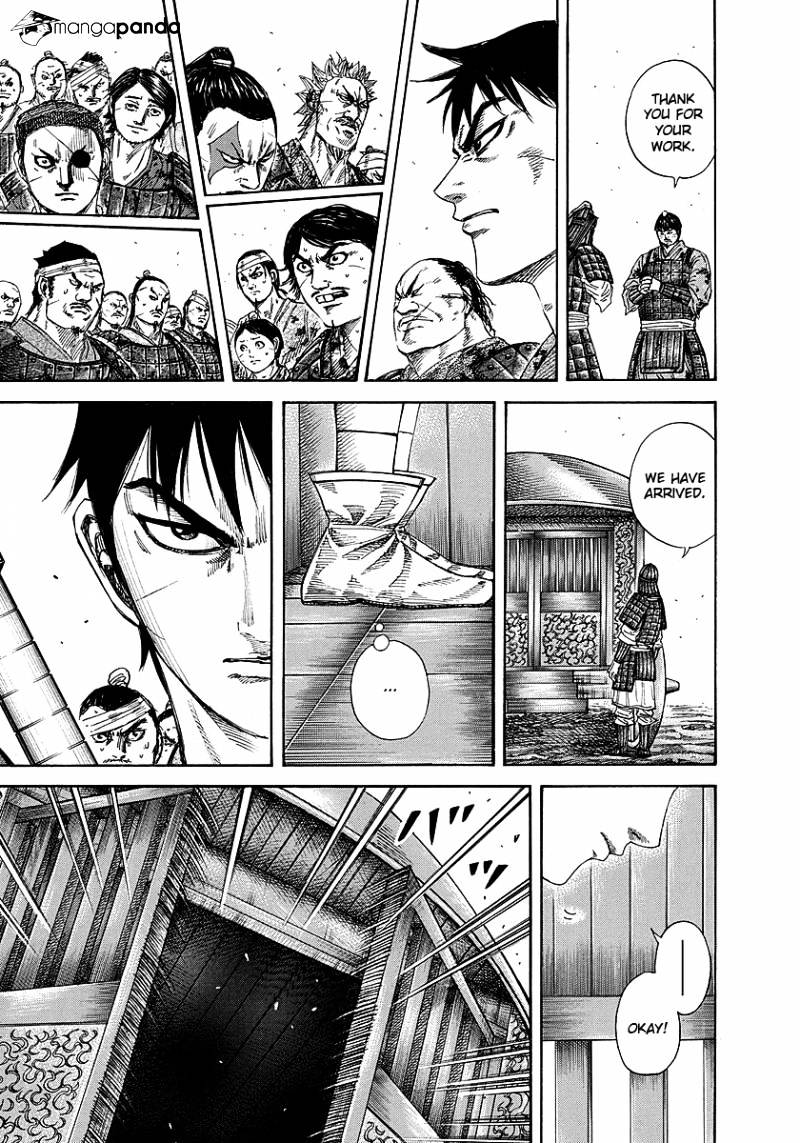 mangapanda
THANK
YOU FOR
YOUR
WORK.
WE HAVE
ARRIVED.
...
—
OKAY!